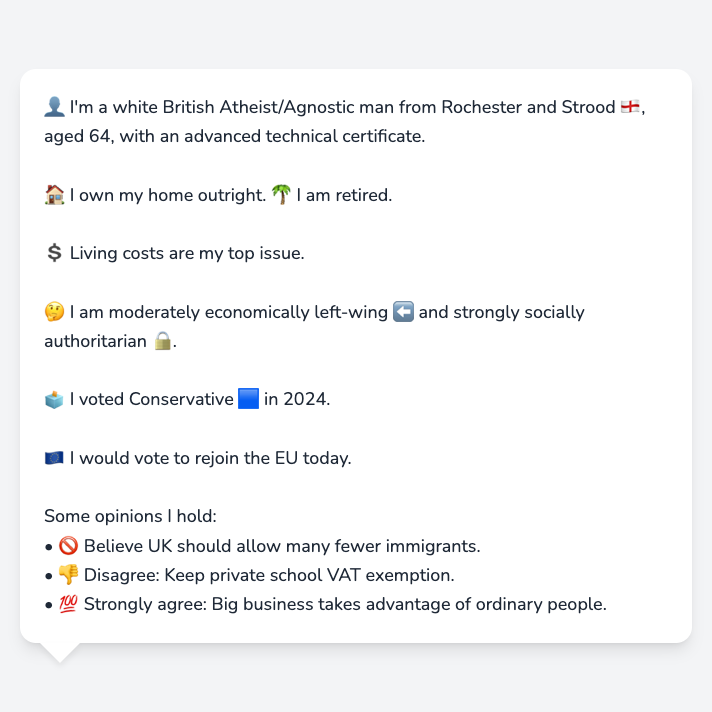 👤 I'm a white British Atheist/Agnostic man from Rochester and Strood 🏴󠁧󠁢󠁥󠁮󠁧󠁿,
aged 64, with an advanced technical certificate.
🏠 I own my home outright. 🌴 I am retired.
💲 Living costs are my top issue.
🤔 I am moderately economically left-wing ⬅️ and strongly socially
authoritarian 🔒.
🗳️ I voted Conservative 🟦 in 2024.
🇪🇺 I would vote to rejoin the EU today.
Some opinions I hold:
• 🚫 Believe UK should allow many fewer immigrants.
• 👎 Disagree: Keep private school VAT exemption.
• 💯 Strongly agree: Big business takes advantage of ordinary people.